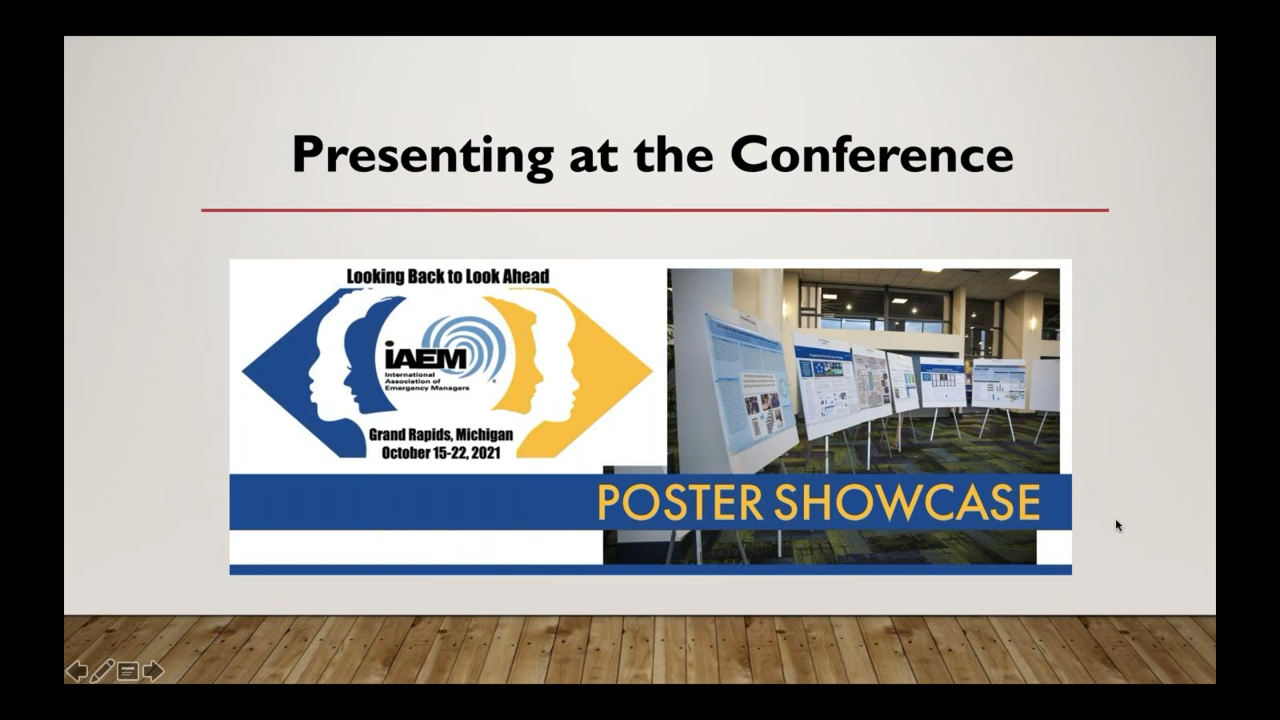 Presenting at the Conference
Looking Back to Look Ahead
iAEM
International
Association of
Emergency Managers
Grand Rapids, Michigan
October 15-22, 2021
POSTER SHOWCASE